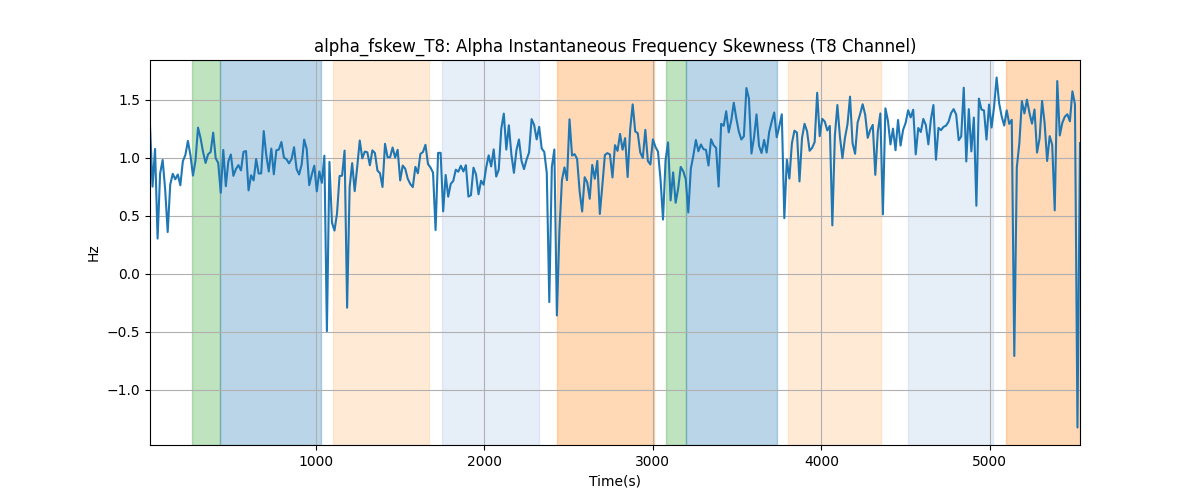 alpha_fskew_T8: Alpha Instantaneous Frequency Skewness (T8 Channel)
1.5
1.0
0.5
0.0
−0.5
−1.0
Hz
1000 2000 3000 4000 5000
Time(s)